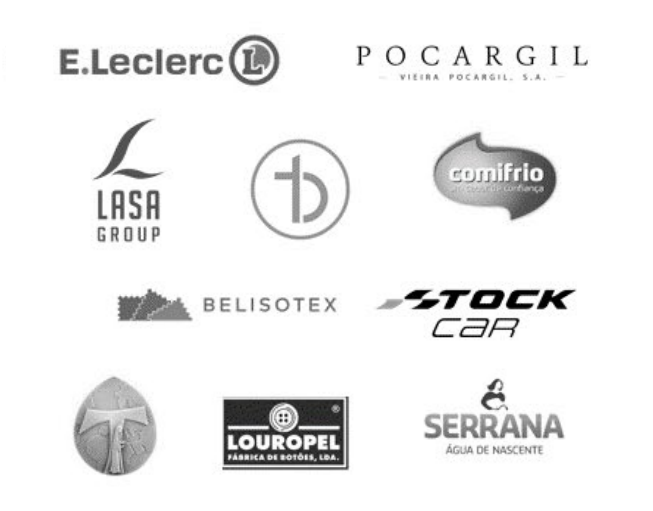 E.Leclerc L
POCARGIL
VIEIRA POCARGIL, S.A.
LASA
GROUP
comifrio
confiança
BELISOTEX
STOCK
CAR
LOUROPEL ®
FÁBRICA DE BOTÕES, LDA.
SERRANA
ÁGUA DE NASCENTE